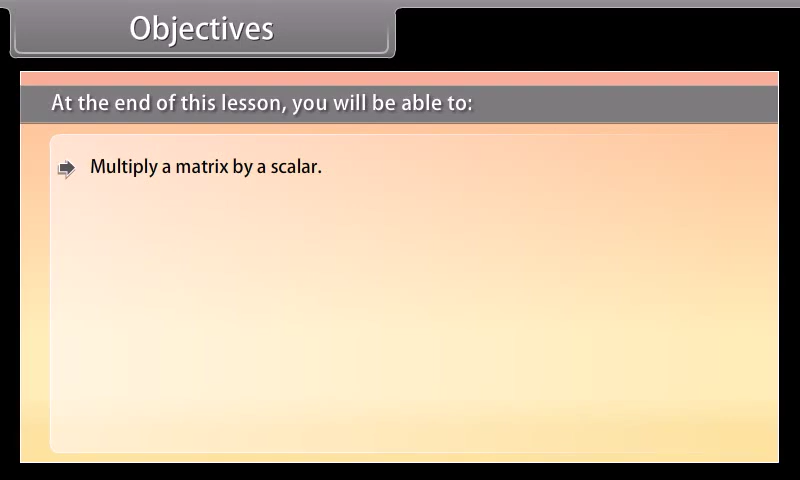 Objectives
At the end of this lesson, you will be able to:
Multiply a matrix by a scalar.